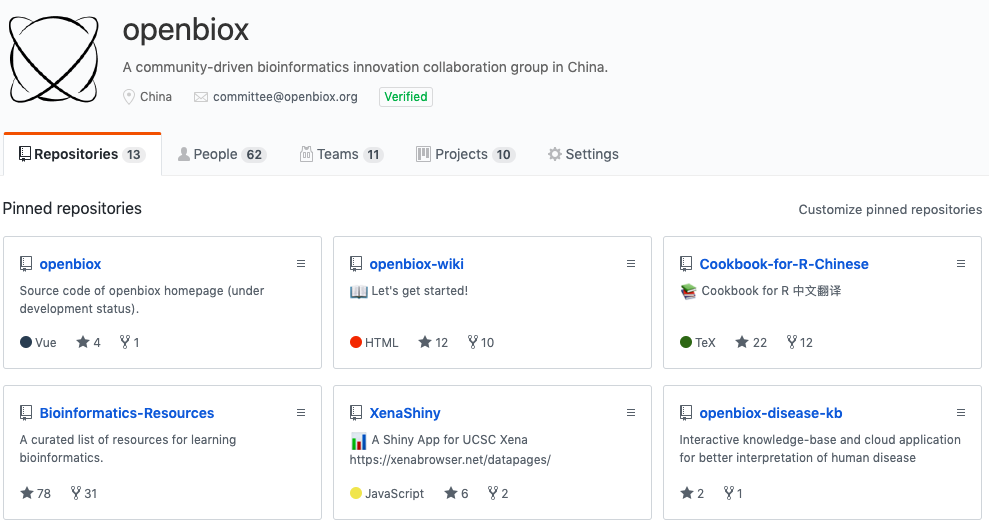 openbiox
A community-driven bioinformatics innovation collaboration group in China.
China committee@openbiox.org Verified
Repositories 13 People 62 Teams 11 Projects 10 Settings
Pinned repositories Customize pinned repositories
openbiox
Source code of openbiox homepage (under
development status).
Vue 4 1
openbiox-wiki
Let's get started!
HTML 12 10
Cookbook-for-R-Chinese
Cookbook for R 中文翻译
TeX 22 12
Bioinformatics-Resources
A curated list of resources for learning
bioinformatics.
78 31
XenaShiny
A Shiny App for UCSC Xena
https://xenabrowser.net/datapages/
JavaScript 6 2
openbiox-disease-kb
Interactive knowledge-base and cloud application
for better interpretation of human disease
2 1